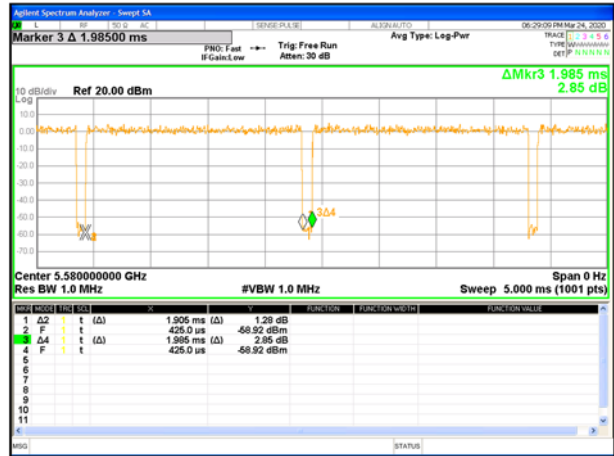 Agilent Spectrum Analyzer - Swept SA
L RF 50 Ω AC SENSE:PULSE ALIGN AUTO 06:29:09 PM Mar 24, 2020
Marker 3 Δ 1.98500 ms
PNO: Fast
IFGain:Low
Trig: Free Run
Atten: 30 dB
Avg Type: Log-Pwr
TRACE 1 2 3 4 5 6
TYPE
DET P N N N N N
ΔMkr3 1.985 ms
2.85 dB
10 dB/div Ref 20.00 dBm
Log
10.0
0.00
-10.0
-20.0
-30.0
-40.0
-50.0
-60.0
-70.0
3Δ4
Center 5.580000000 GHz Span 0 Hz
Res BW 1.0 MHz #VBW 1.0 MHz Sweep 5.000 ms (1001 pts)
MKR MODE TRC SCL X Y FUNCTION FUNCTION WIDTH FUNCTION VALUE
1 Δ2 1 t (Δ) 1.905 ms (Δ) 1.28 dB
2 F 1 t 425.0 µs -58.92 dBm
3 Δ4 1 t (Δ) 1.985 ms (Δ) 2.85 dB
4 F 1 t 425.0 µs -58.92 dBm
5
6
7
8
9
10
11
MSG STATUS